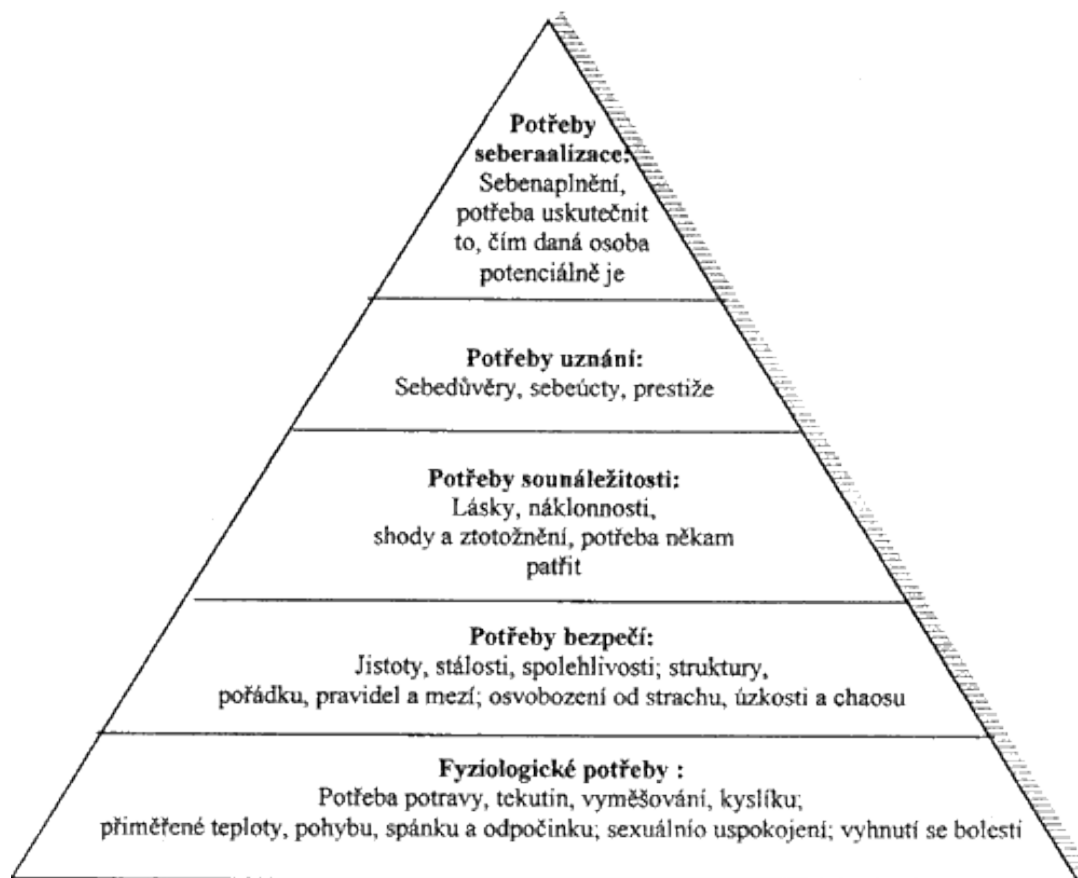 Potřeby
seberaalizace:
Sebenaplnění,
potřeba uskutečnit
to, čím daná osoba
potenciálně je
Potřeby uznání:
Sebedůvěry, sebeúcty, prestiže
Potřeby sounáležitosti:
Lásky, náklonnosti,
shody a ztotožnění, potřeba někam
patřit
Potřeby bezpečí:
Jistoty, stálosti, spolehlivosti; struktury,
pořádku, pravidel a mezí; osvobození od strachu, úzkosti a chaosu
Fyziologické potřeby :
Potřeba potravy, tekutin, vyměšování, kyslíku;
přiměřené teploty, pohybu, spánku a odpočinku; sexuálnío uspokojení; vyhnutí se bolesti